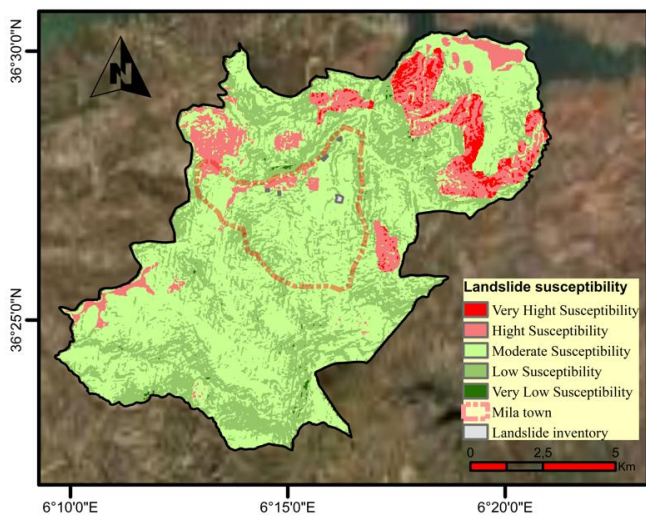 36°30'0"N
N
36°25'0"N
Landslide susceptibility
Very Hight Susceptibility
Hight Susceptibility
Moderate Susceptibility
Low Susceptibility
Very Low Susceptibility
Mila town
Landslide inventory
0 2,5 5
Km
6°10'0"E 6°15'0"E 6°20'0"E